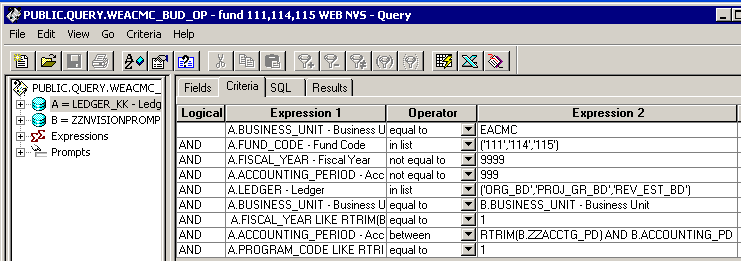 PUBLIC.QUERY.WEACMC_BUD_OP - fund 111,114,115 WEB NVS - Query
File Edit View Go Criteria Help
PUBLIC.QUERY.WEACMC_
A = LEDGER_KK - Ledg
B = ZZNVISIONPROMP
Expressions
Prompts
Fields Criteria SQL Results
Logical Expression 1 Operator Expression 2
A.BUSINESS_UNIT - Business U equal to EACMC
AND A.FUND_CODE - Fund Code in list ('111','114','115')
AND A.FISCAL_YEAR - Fiscal Year not equal to 9999
AND A.ACCOUNTING_PERIOD - Acc not equal to 999
AND A.LEDGER - Ledger in list ('ORG_BD','PROJ_GR_BD','REV_EST_BD')
AND A.BUSINESS_UNIT - Business U equal to B.BUSINESS_UNIT - Business Unit
AND A.FISCAL_YEAR LIKE RTRIM(B equal to 1
AND A.ACCOUNTING_PERIOD - Acc between RTRIM(B.ZZACCTG_PD) AND B.ACCOUNTING_PD
AND A.PROGRAM_CODE LIKE RTRI equal to 1